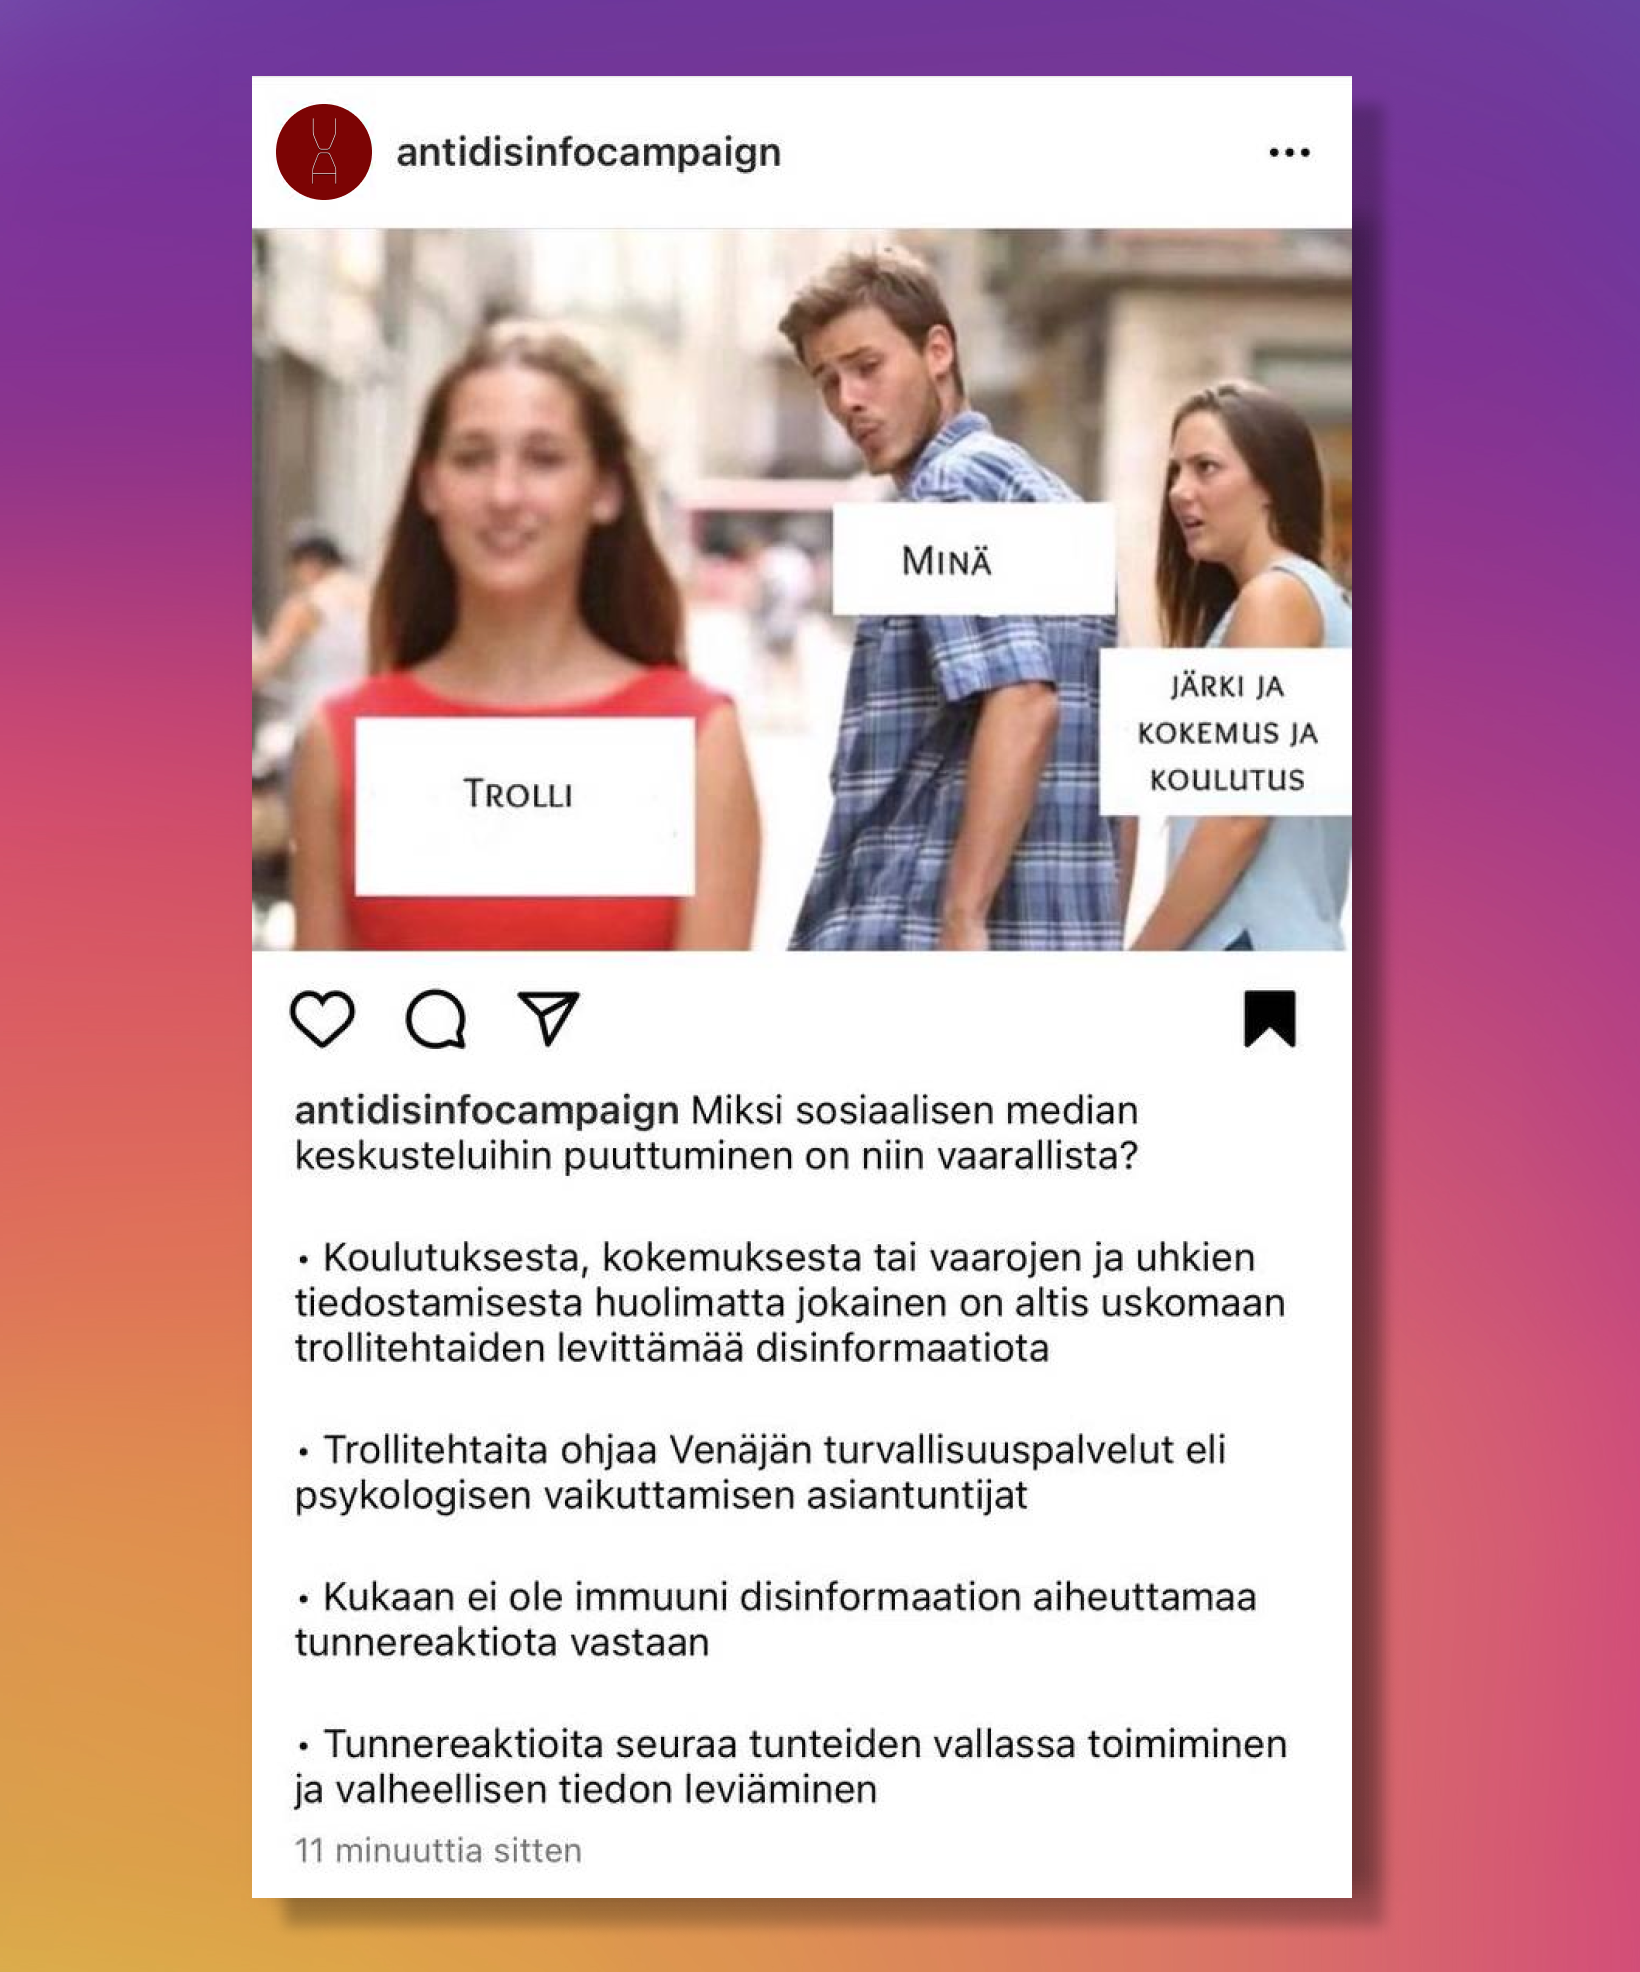 antidisinfocampaign
Trolli
Minä
järki ja
kokemus ja
koulutus
antidisinfocampaign Miksi sosiaalisen median
keskusteluihin puuttuminen on niin vaarallista?
• Koulutuksesta, kokemuksesta tai vaarojen ja uhkien
tiedostamisesta huolimatta jokainen on altis uskomaan
trollitehtaiden levittämää disinformaatiota
• Trollitehtaita ohjaa Venäjän turvallisuuspalvelut eli
psykologisen vaikuttamisen asiantuntijat
• Kukaan ei ole immuuni disinformaation aiheuttamaa
tunnereaktiota vastaan
• Tunnereaktioita seuraa tunteiden vallassa toimiminen
ja valheellisen tiedon leviäminen
11 minuuttia sitten